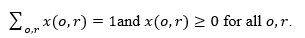 ∑ₒ,ᵣ x(o, r) = 1and x(o, r) ≥ 0 for all o, r.